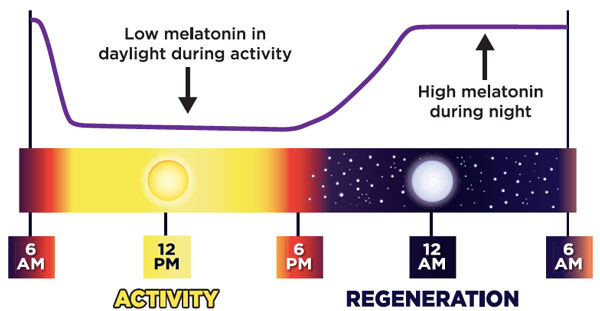 Low melatonin in
daylight during activity
High melatonin
during night
6
AM
12
PM
6
PM
12
AM
6
AM
ACTIVITY
REGENERATION